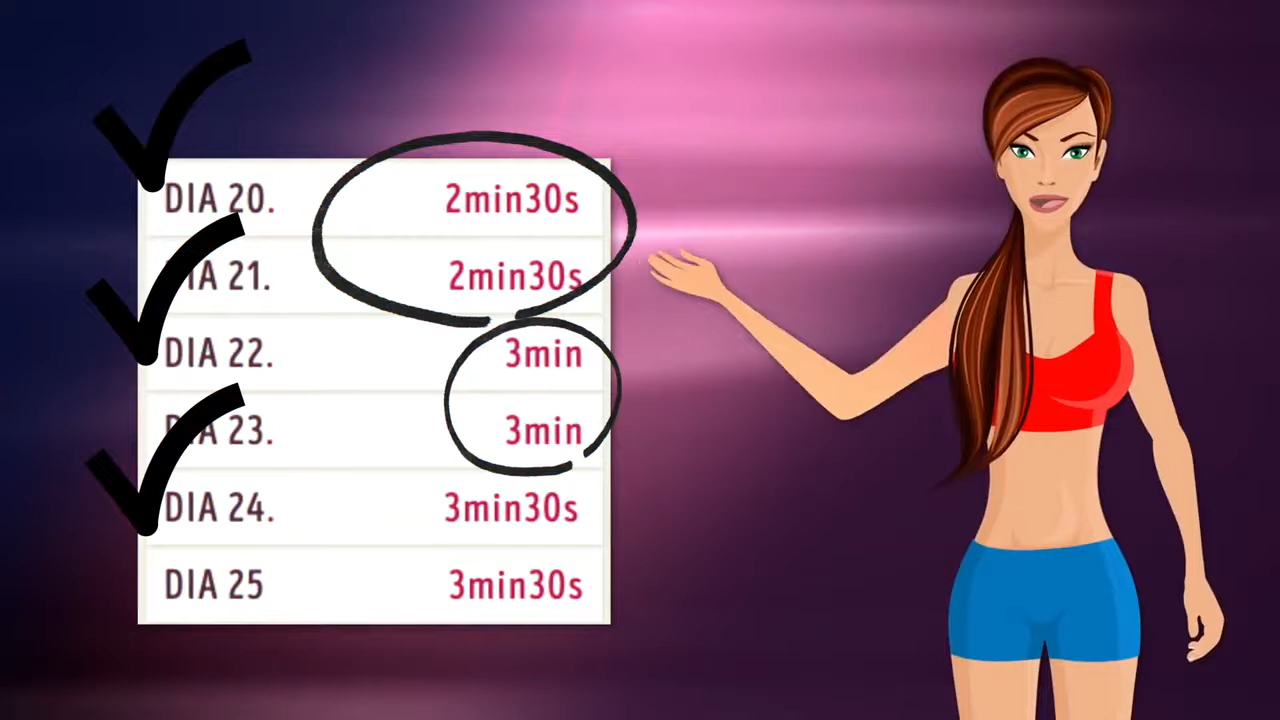 DIA 20. 2min30s
DIA 21. 2min30s
DIA 22. 3min
DIA 23. 3min
DIA 24. 3min30s
DIA 25 3min30s